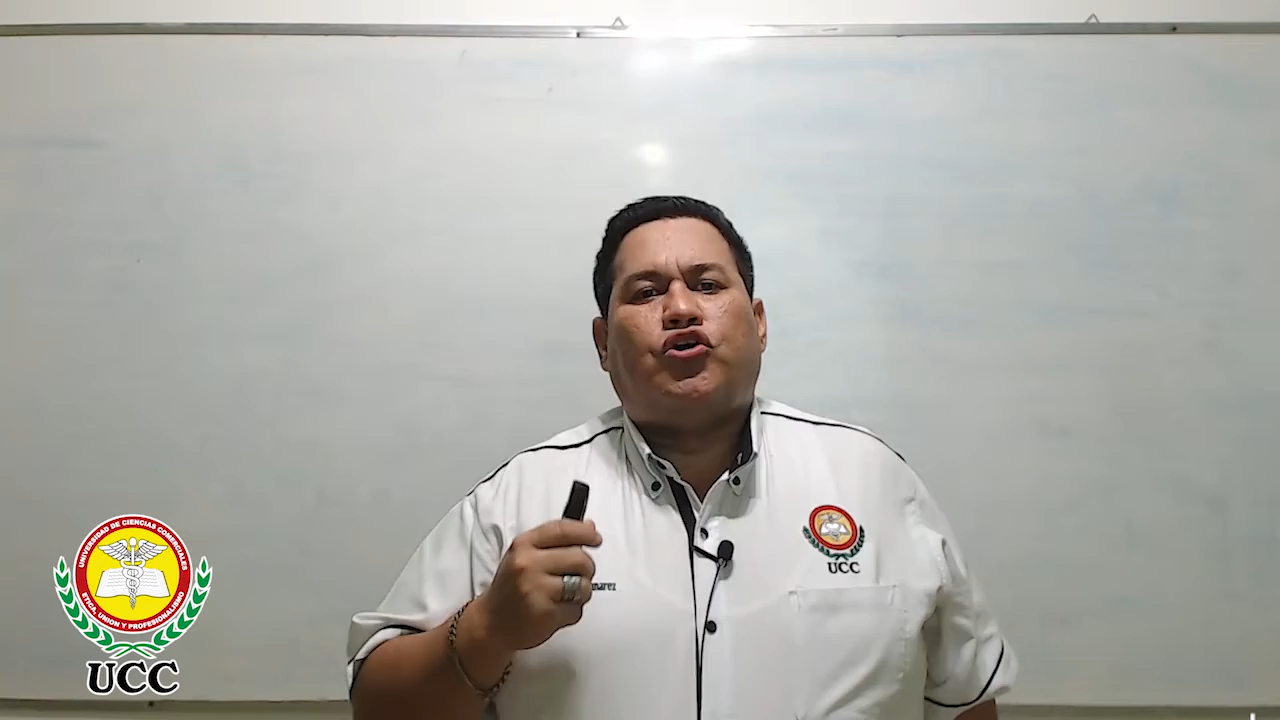 UNIVERSIDAD DE CIENCIAS COMERCIALES
ETICA, UNION Y PROFESIONALISMO
UCC
UCC